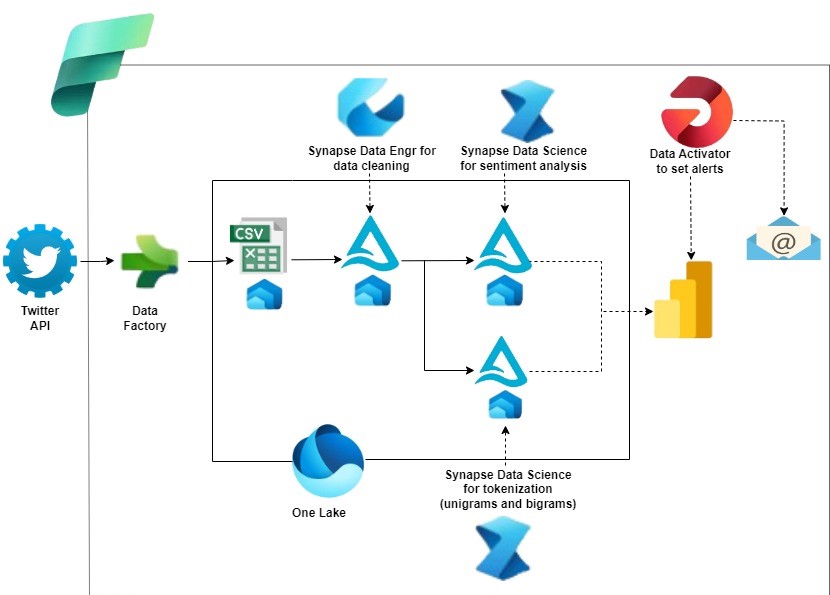 Synapse Data Engr for
data cleaning
Synapse Data Science
for sentiment analysis
Data Activator
to set alerts
CSV
X
@
Twitter
API
Data
Factory
One Lake
Synapse Data Science
for tokenization
(unigrams and bigrams)